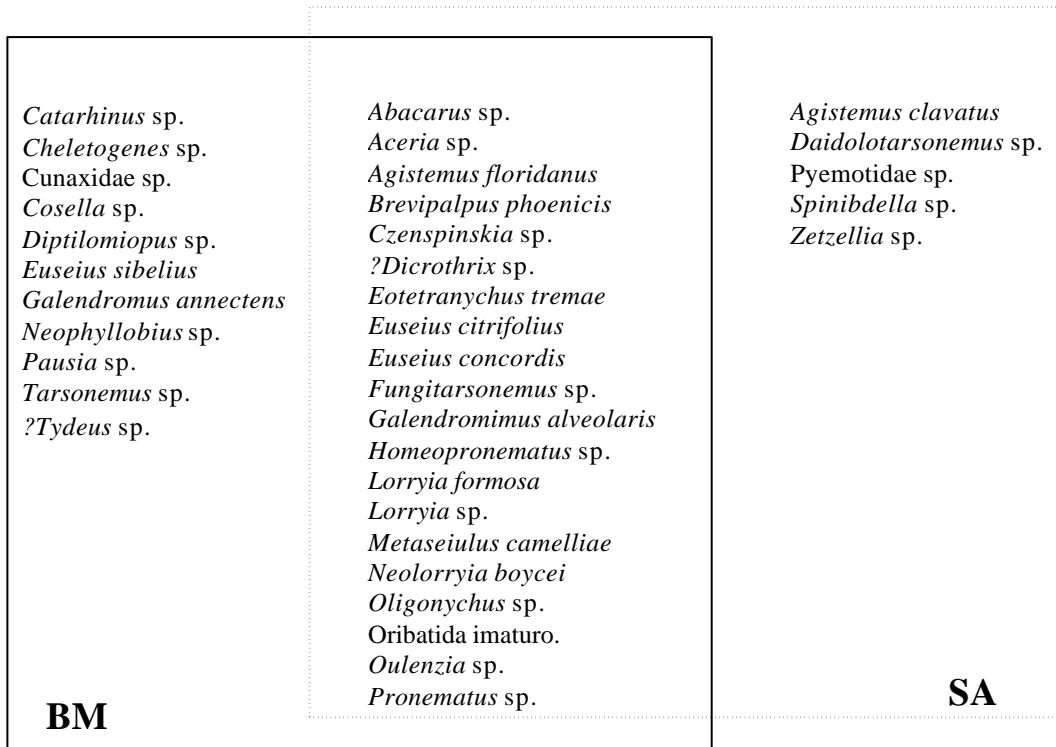 Catarhinus sp.
Cheletogenes sp.
Cunaxidae sp.
Cosella sp.
Diptilomiopus sp.
Euseius sibelius
Galendromus annectens
Neophyllobius sp.
Pausia sp.
Tarsonemus sp.
?Tydeus sp.
BM
Abacarus sp.
Aceria sp.
Agistemus floridanus
Brevipalpus phoenicis
Czenspinskia sp.
?Dicrothrix sp.
Eotetranychus tremae
Euseius citrifolius
Euseius concordis
Fungitarsonemus sp.
Galendromimus alveolaris
Homeopronematus sp.
Lorryia formosa
Lorryia sp.
Metaseiulus camelliae
Neolorryia boycei
Oligonychus sp.
Oribatida imaturo.
Oulenzia sp.
Pronematus sp.
Agistemus clavatus
Daidolotarsonemus sp.
Pyemotidae sp.
Spinibdella sp.
Zetzellia sp.
SA